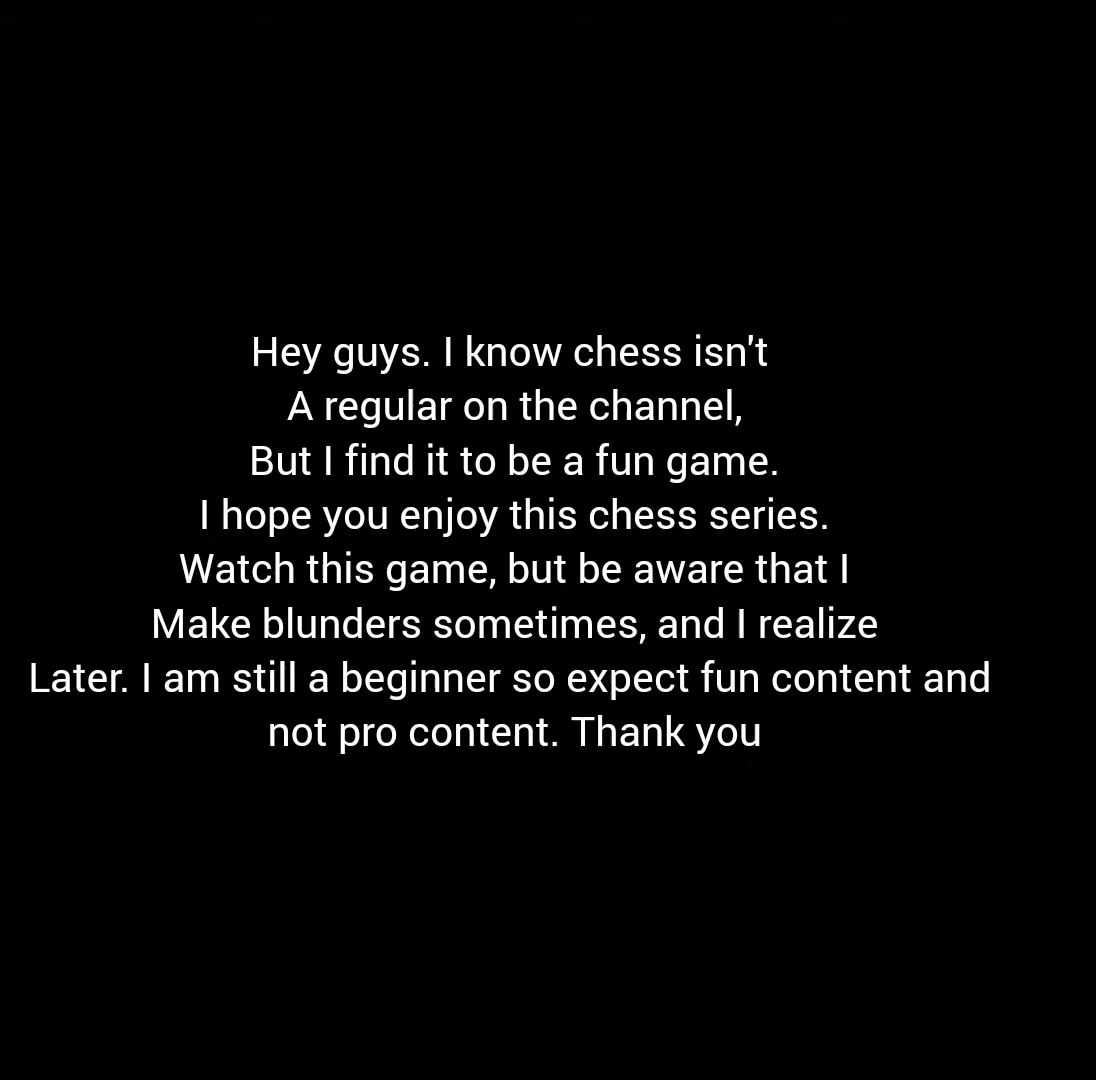 Hey guys. I know chess isn't
A regular on the channel,
But I find it to be a fun game.
I hope you enjoy this chess series.
Watch this game, but be aware that I
Make blunders sometimes, and I realize
Later. I am still a beginner so expect fun content and
not pro content. Thank you